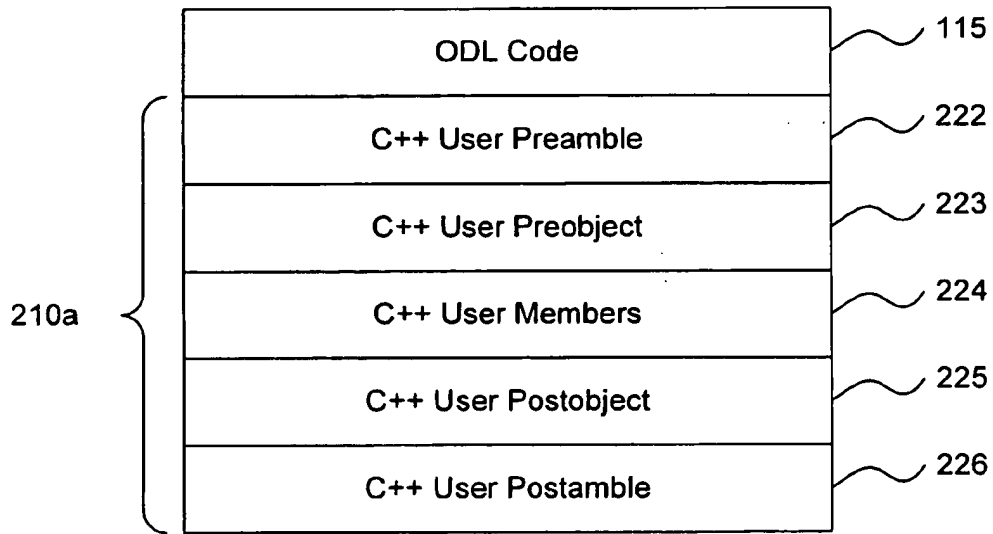 ODL Code
115
C++ User Preamble
222
C++ User Preobject
223
210a
C++ User Members
224
C++ User Postobject
225
C++ User Postamble
226